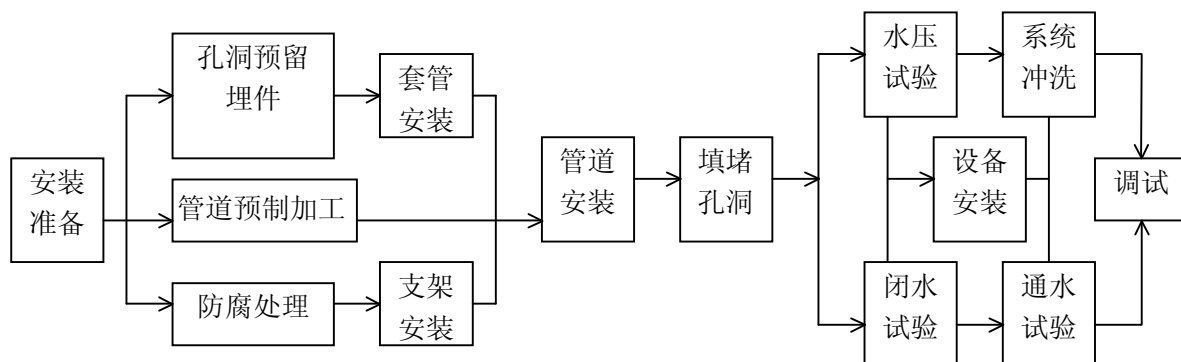 安装
准备
孔洞预留
埋件
套管
安装
管道预制加工
防腐处理
支架
安装
管道
安装
填堵
孔洞
水压
试验
系统
冲洗
设备
安装
闭水
试验
通水
试验
调试